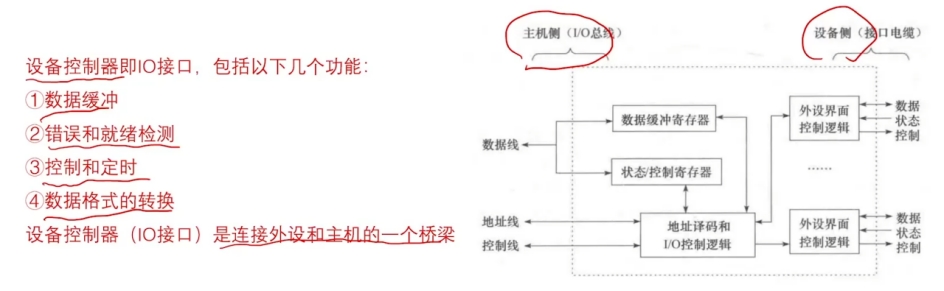 设备控制器即IO接口，包括以下几个功能：
①数据缓冲
②错误和就绪检测
③控制和定时
④数据格式的转换
设备控制器（IO接口）是连接外设和主机的一个桥梁
主机侧（I/O总线）
设备侧（接口电缆）
数据线
地址线
控制线
数据缓冲寄存器
状态/控制寄存器
地址译码和
I/O控制逻辑
外设界面
控制逻辑
数据
状态
控制
……
外设界面
控制逻辑
数据
状态
控制